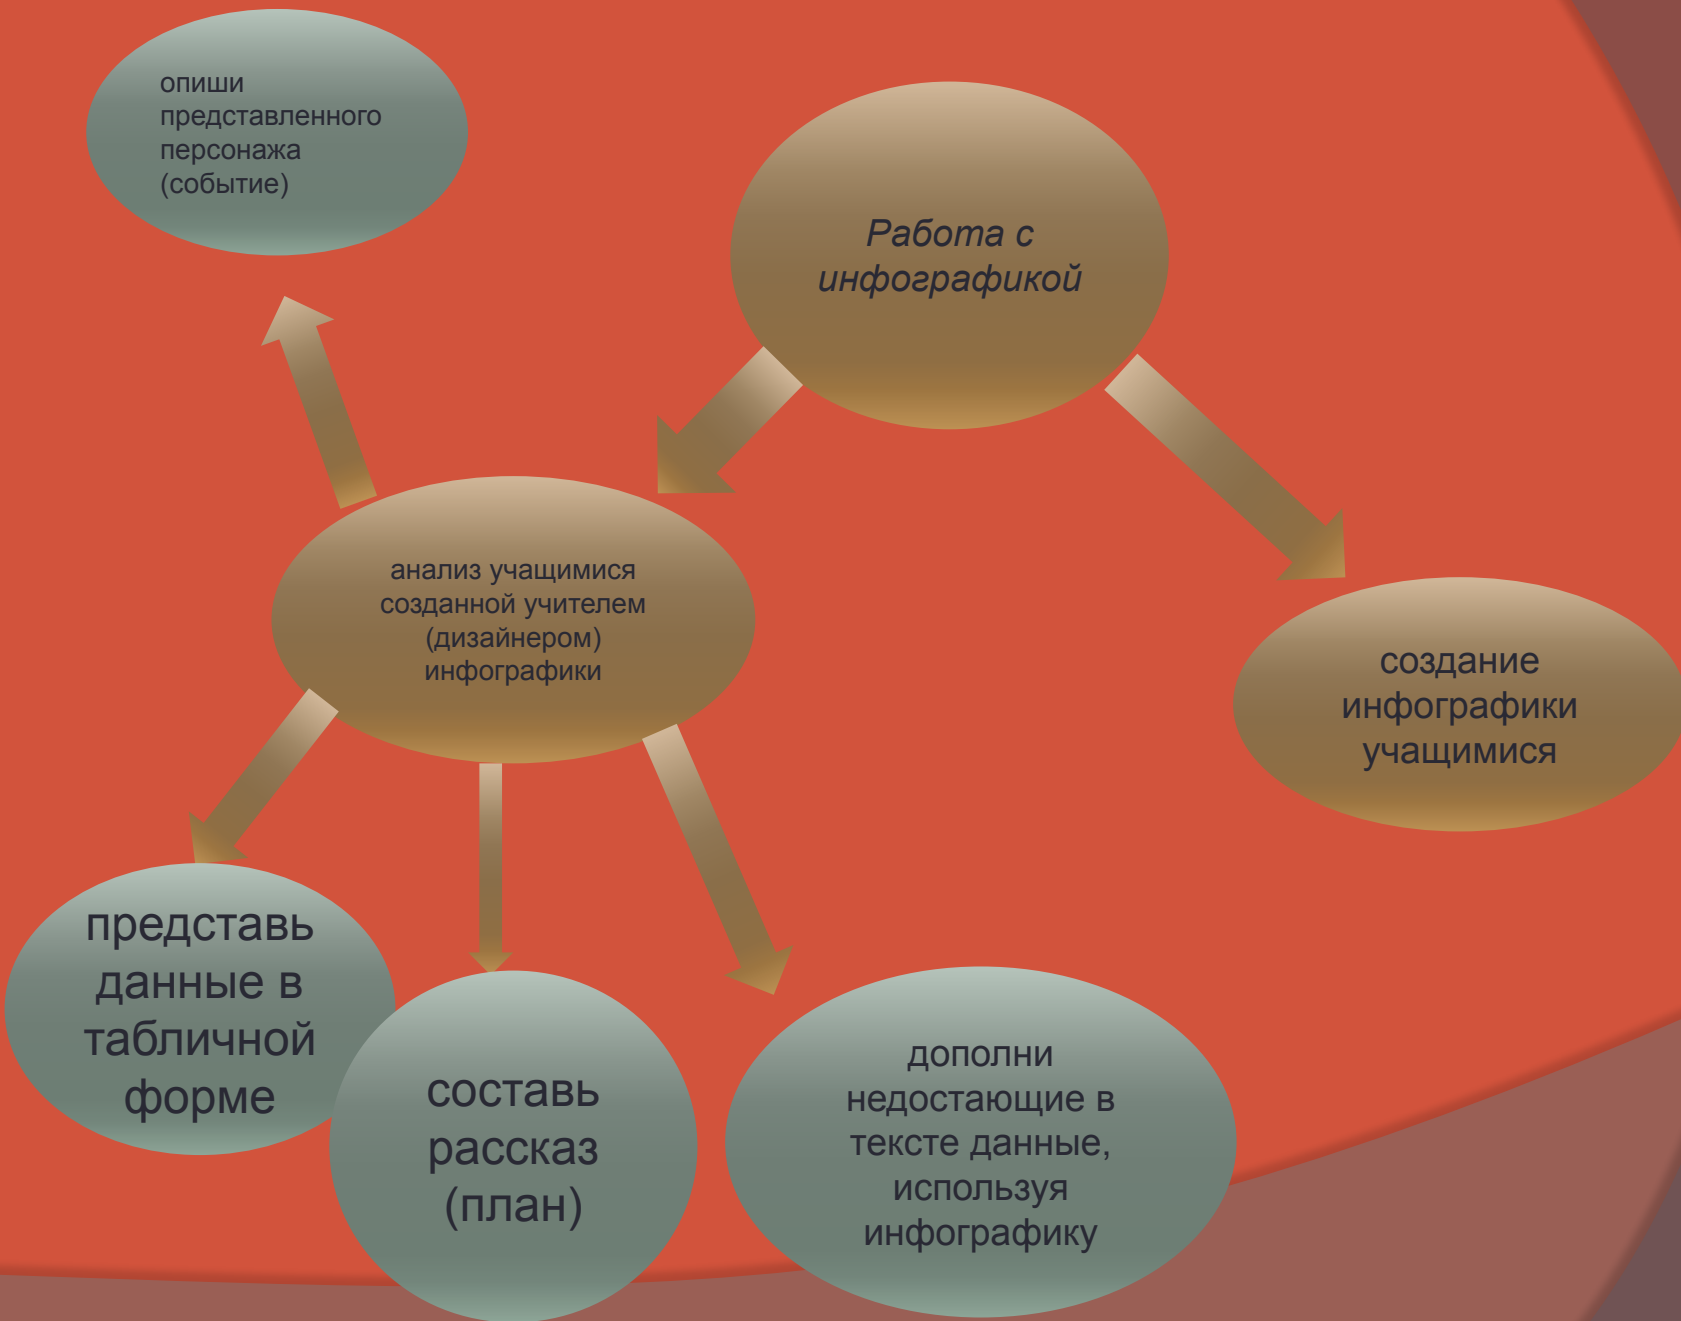 опиши
представленного
персонажа
(событие)
Работа с
инфографикой
анализ учащимися
созданной учителем
(дизайнером)
инфографики
создание
инфографики
учащимися
представь
данные в
табличной
форме
составь
рассказ
(план)
дополни
недостающие в
тексте данные,
используя
инфографику